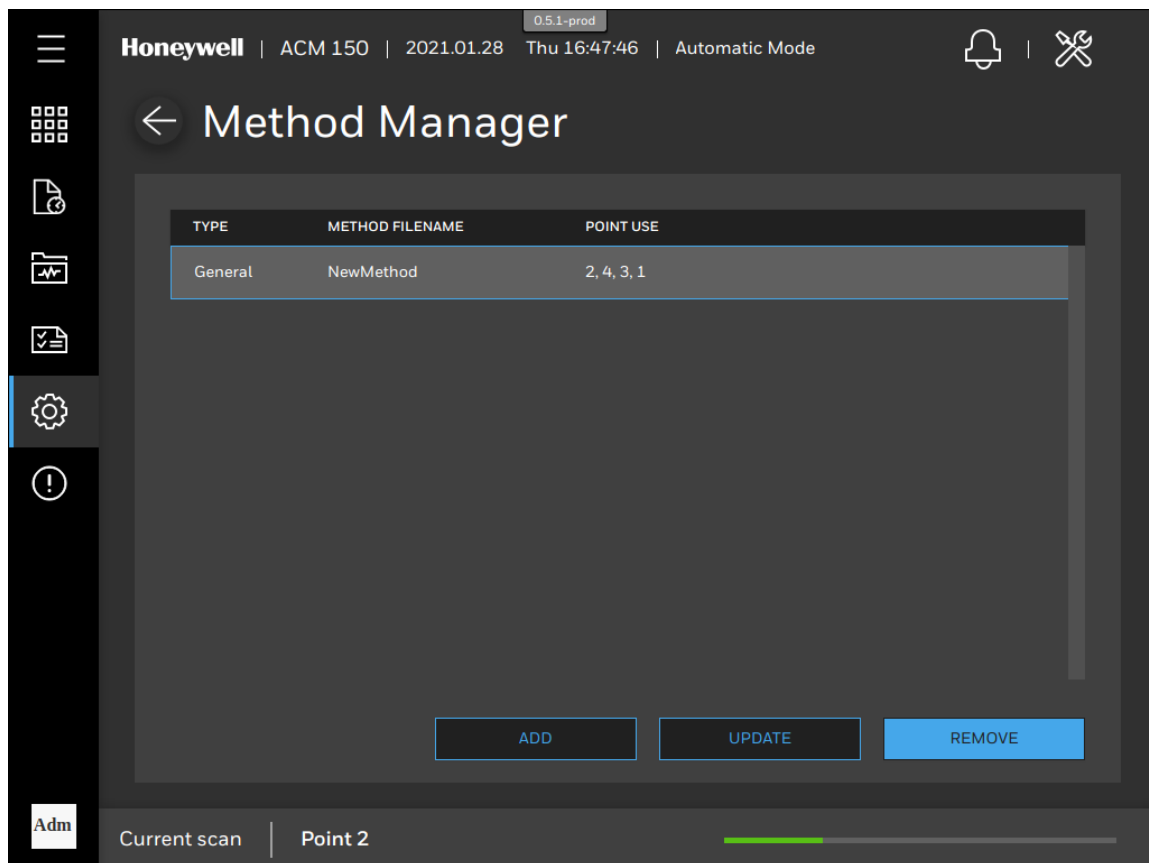 0.5.1-prod
Honeywell | ACM 150 | 2021.01.28 Thu 16:47:46 | Automatic Mode
Method Manager
TYPE METHOD FILENAME POINT USE
General NewMethod 2, 4, 3, 1
ADD UPDATE REMOVE
Adm
Current scan Point 2